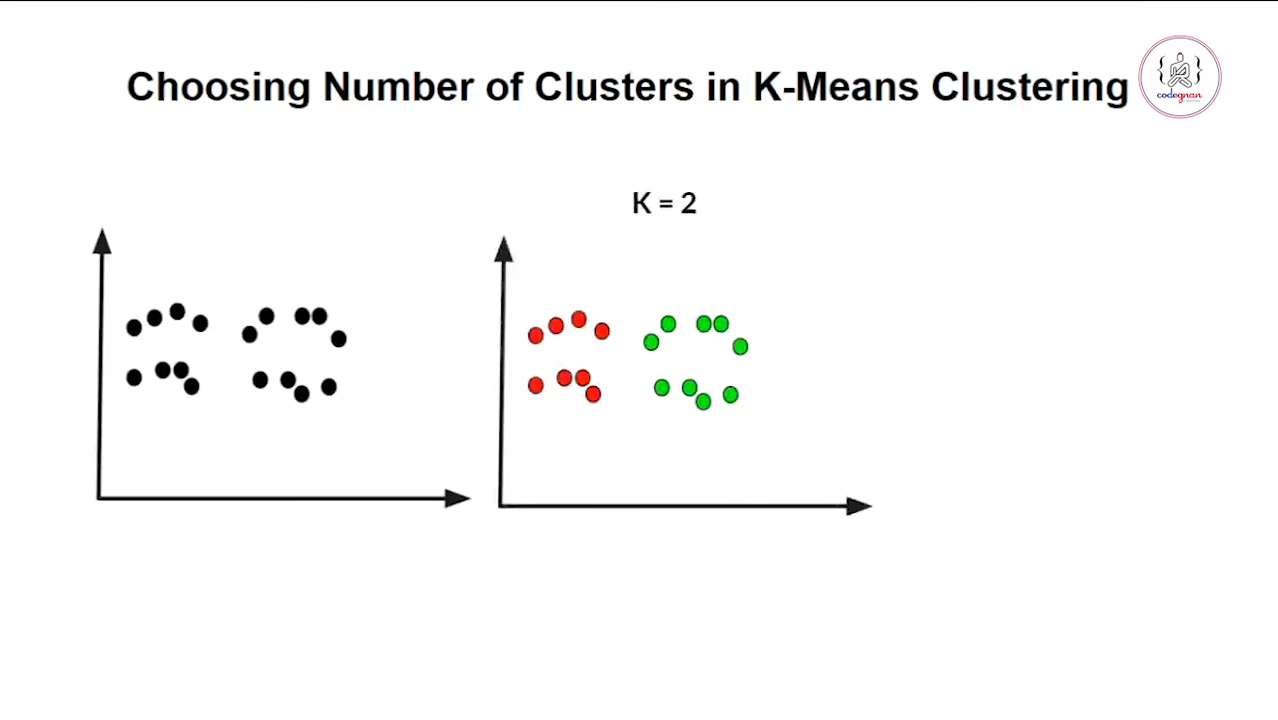 Choosing Number of Clusters in K-Means Clustering
codegnan
K = 2